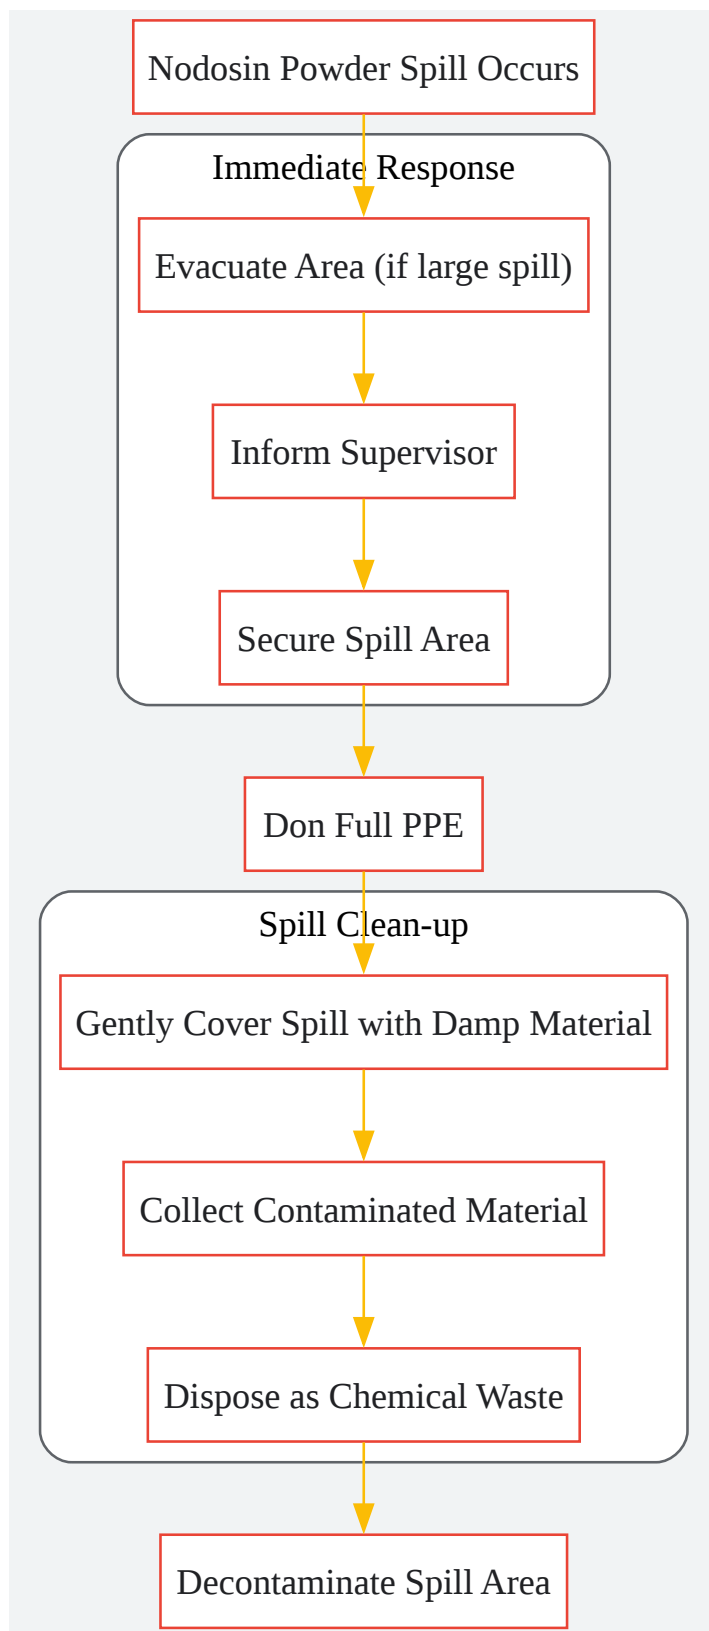 Nodosin Powder Spill Occurs
Immediate Response
Evacuate Area (if large spill)
Inform Supervisor
Secure Spill Area
Don Full PPE
Spill Clean-up
Gently Cover Spill with Damp Material
Collect Contaminated Material
Dispose as Chemical Waste
Decontaminate Spill Area